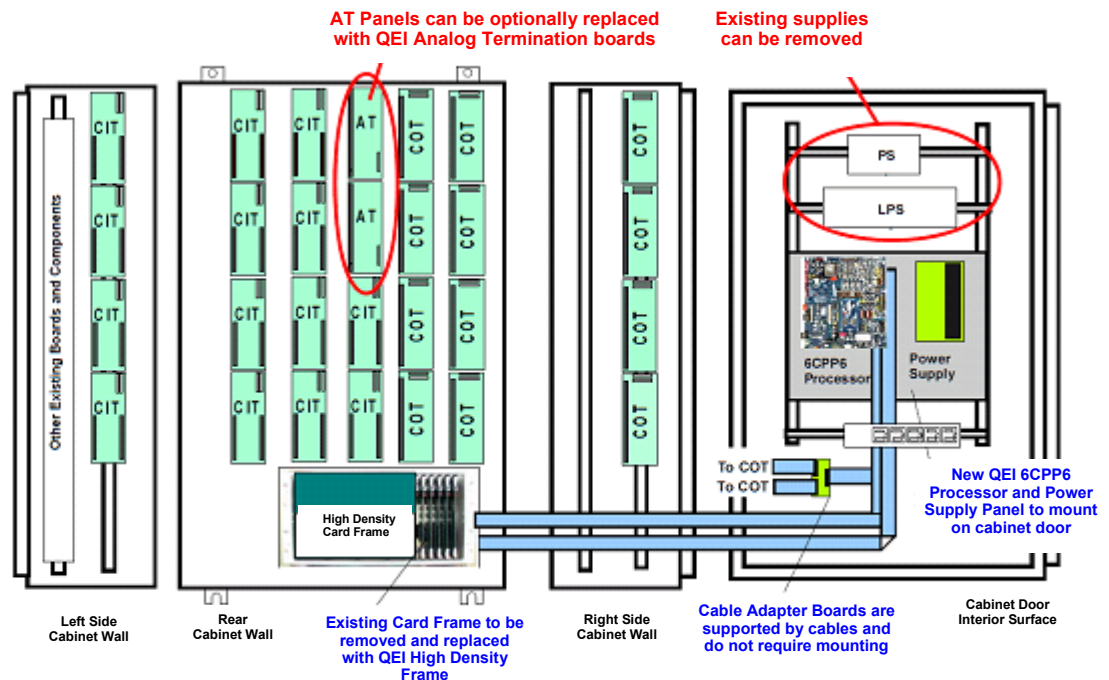 AT Panels can be optionally replaced
with QEI Analog Termination boards
Existing supplies
can be removed
Other Existing Boards and Components
CIT
CIT
CIT
CIT
CIT
CIT
AT
COT
COT
CIT
CIT
AT
COT
COT
CIT
CIT
CIT
COT
COT
CIT
CIT
CIT
COT
COT
High Density
Card Frame
COT
COT
COT
COT
PS
LPS
6CPP6
Processor
Power
Supply
To COT
To COT
New QEI 6CPP6
Processor and Power
Supply Panel to mount
on cabinet door
Left Side
Cabinet Wall
Rear
Cabinet Wall
Existing Card Frame to be
removed and replaced
with QEI High Density
Frame
Right Side
Cabinet Wall
Cable Adapter Boards are
supported by cables and
do not require mounting
Cabinet Door
Interior Surface